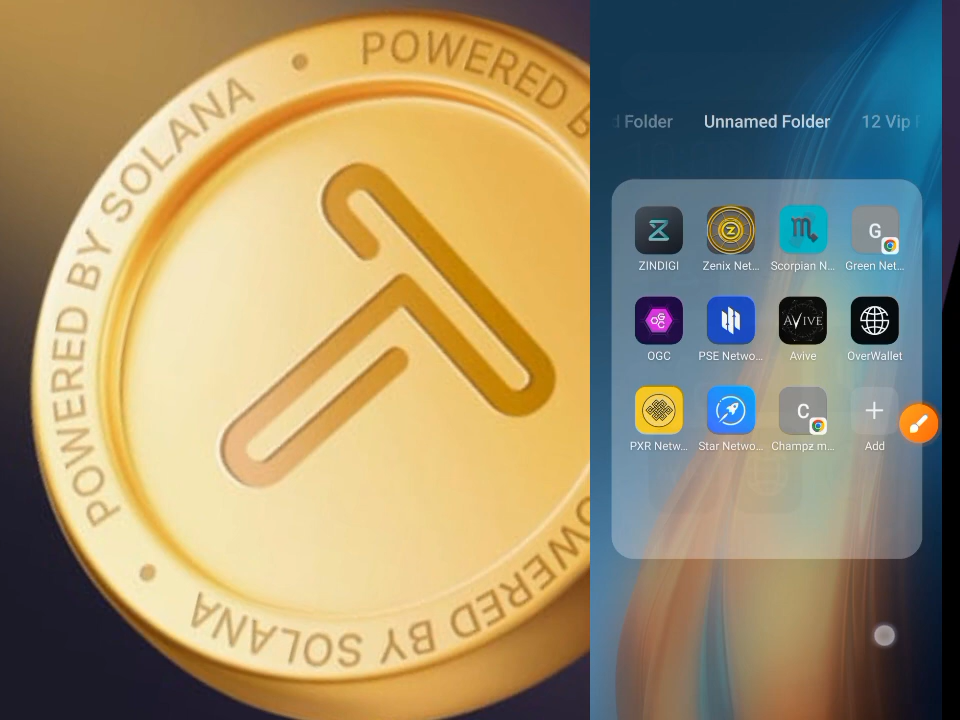 POWERED BY SOLANA
POWERED B
POWERED BY SOLANA
d Folder
Unnamed Folder
12 Vip F
Z
Z
m
G
ZINDIGI
Zenix Net...
Scorpian N...
Green Net...
OGC
AVIVE
OGC
PSE Netwo...
Avive
OverWallet
C
+
PXR Netw...
Star Netwo...
Champz m...
Add